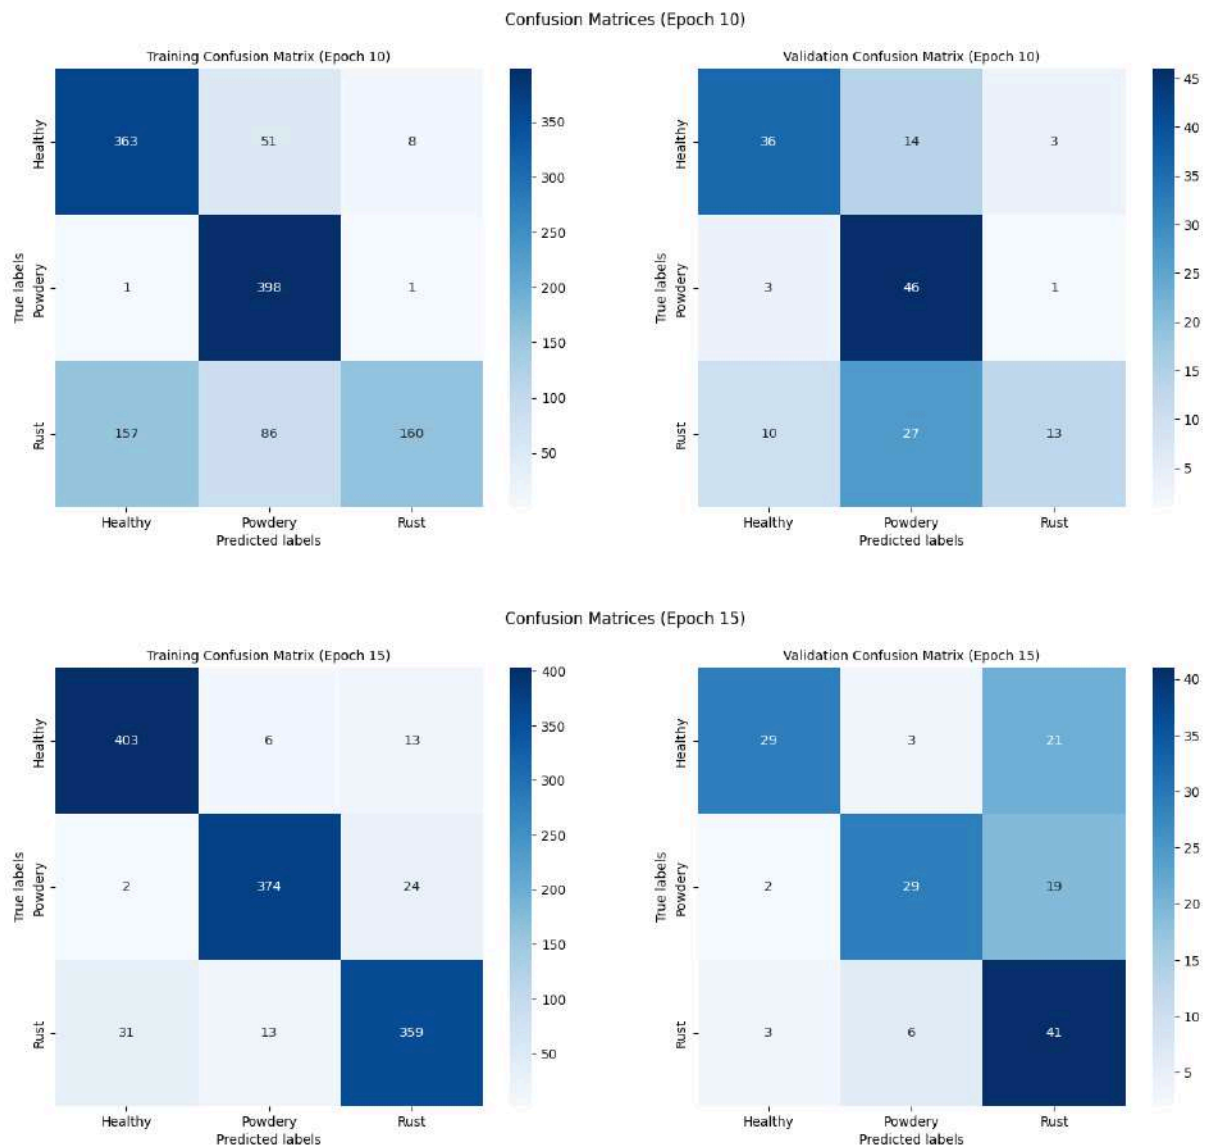 Confusion Matrices (Epoch 10)
Training Confusion Matrix (Epoch 10)
Healthy
Powdery
Rust
True labels
363 51 8
1 398 1
157 86 160
Healthy Powdery Rust
Predicted labels
350
300
250
200
150
100
50
Validation Confusion Matrix (Epoch 10)
Healthy
Powdery
Rust
True labels
36 14 3
3 46 1
10 27 13
Healthy Powdery Rust
Predicted labels
45
40
35
30
25
20
15
10
5
Confusion Matrices (Epoch 15)
Training Confusion Matrix (Epoch 15)
Healthy
Powdery
Rust
True labels
403 6 13
2 374 24
31 13 359
Healthy Powdery Rust
Predicted labels
400
350
300
250
200
150
100
50
Validation Confusion Matrix (Epoch 15)
Healthy
Powdery
Rust
True labels
29 3 21
2 29 19
3 6 41
Healthy Powdery Rust
Predicted labels
40
35
30
25
20
15
10
5